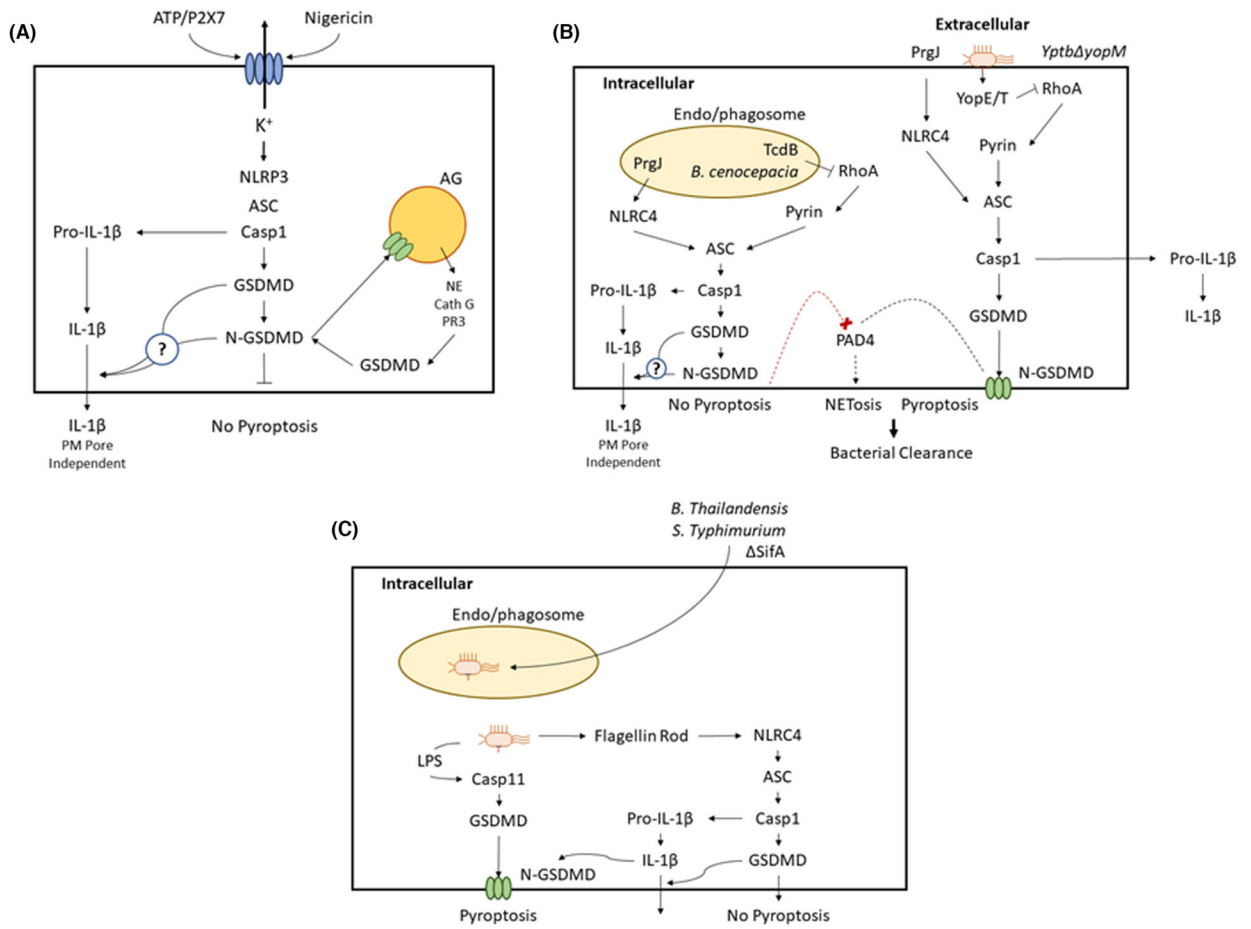 (A)
ATP/P2X7
Nigericin
K+
NLRP3
ASC
Casp1
Pro-IL-1β
GSDMD
IL-1β
?
N-GSDMD
AG
NE
Cath G
PR3
GSDMD
IL-1β
PM Pore
Independent
No Pyroptosis
(B)
Extracellular
PrgJ
YptbΔyopM
Intracellular
YopE/T
RhoA
Endo/phagosome
TcdB
PrgJ
B. cenocepacia
RhoA
NLRC4
Pyrin
NLRC4
Pyrin
ASC
ASC
Casp1
Pro-IL-1β
Casp1
Pro-IL-1β
GSDMD
IL-1β
GSDMD
IL-1β
?
PAD4
N-GSDMD
N-GSDMD
No Pyroptosis
NETosis
Pyroptosis
IL-1β
PM Pore
Independent
Bacterial Clearance
(C)
B. Thailandensis
S. Typhimurium
ΔSifA
Intracellular
Endo/phagosome
Flagellin Rod
NLRC4
LPS
Casp11
ASC
GSDMD
Pro-IL-1β
Casp1
N-GSDMD
IL-1β
GSDMD
Pyroptosis
No Pyroptosis